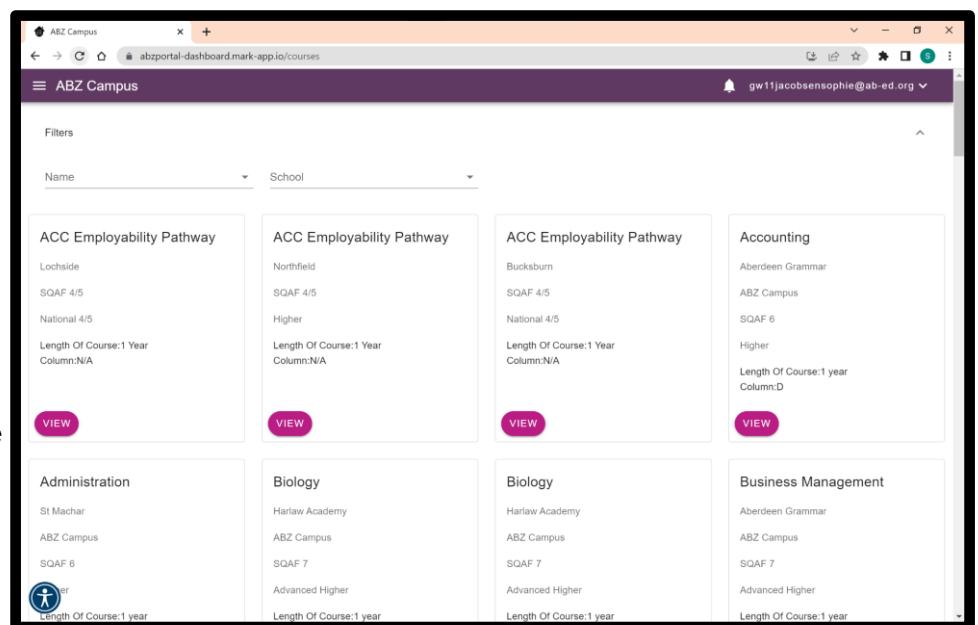 ABZ Campus
abzportal-dashboard.mark-app.io/courses
S
ABZ Campus
gw11jacobsensophie@ab-ed.org
Filters
Name
School
ACC Employability Pathway
Lochside
SQAF 4/5
National 4/5
Length Of Course:1 Year
Column:N/A
VIEW
ACC Employability Pathway
Northfield
SQAF 4/5
Higher
Length Of Course:1 Year
Column:N/A
VIEW
ACC Employability Pathway
Bucksburn
SQAF 4/5
National 4/5
Length Of Course:1 Year
Column:N/A
VIEW
Accounting
Aberdeen Grammar
ABZ Campus
SQAF 6
Higher
Length Of Course:1 year
Column:D
VIEW
Administration
St Machar
ABZ Campus
SQAF 6
Length Of Course:1 year
Biology
Harlaw Academy
ABZ Campus
SQAF 7
Advanced Higher
Length Of Course:1 year
Biology
Harlaw Academy
ABZ Campus
SQAF 7
Advanced Higher
Length Of Course:1 year
Business Management
Aberdeen Grammar
ABZ Campus
SQAF 7
Advanced Higher
Length Of Course:1 year